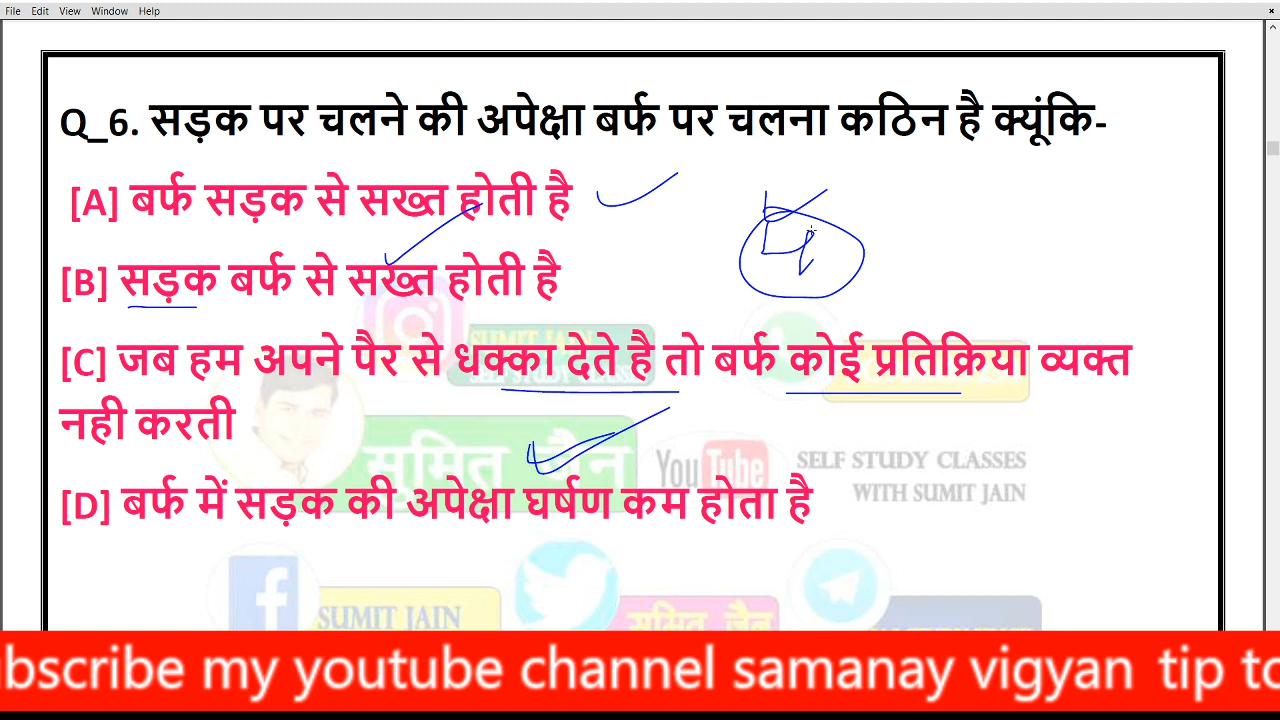 File Edit View Window Help
Q_6. सड़क पर चलने की अपेक्षा बर्फ पर चलना कठिन है क्यूंकि-
[A] बर्फ सड़क से सख्त होती है
[B] सड़क बर्फ से सख्त होती है
[C] जब हम अपने पैर से धक्का देते है तो बर्फ कोई प्रतिक्रिया व्यक्त
नही करती
सुमित जैन
YouTube
SELF STUDY CLASSES
WITH SUMIT JAIN
[D] बर्फ में सड़क की अपेक्षा घर्षण कम होता है
SUMIT JAIN
bscribe my youtube channel samanay vigyan tip to